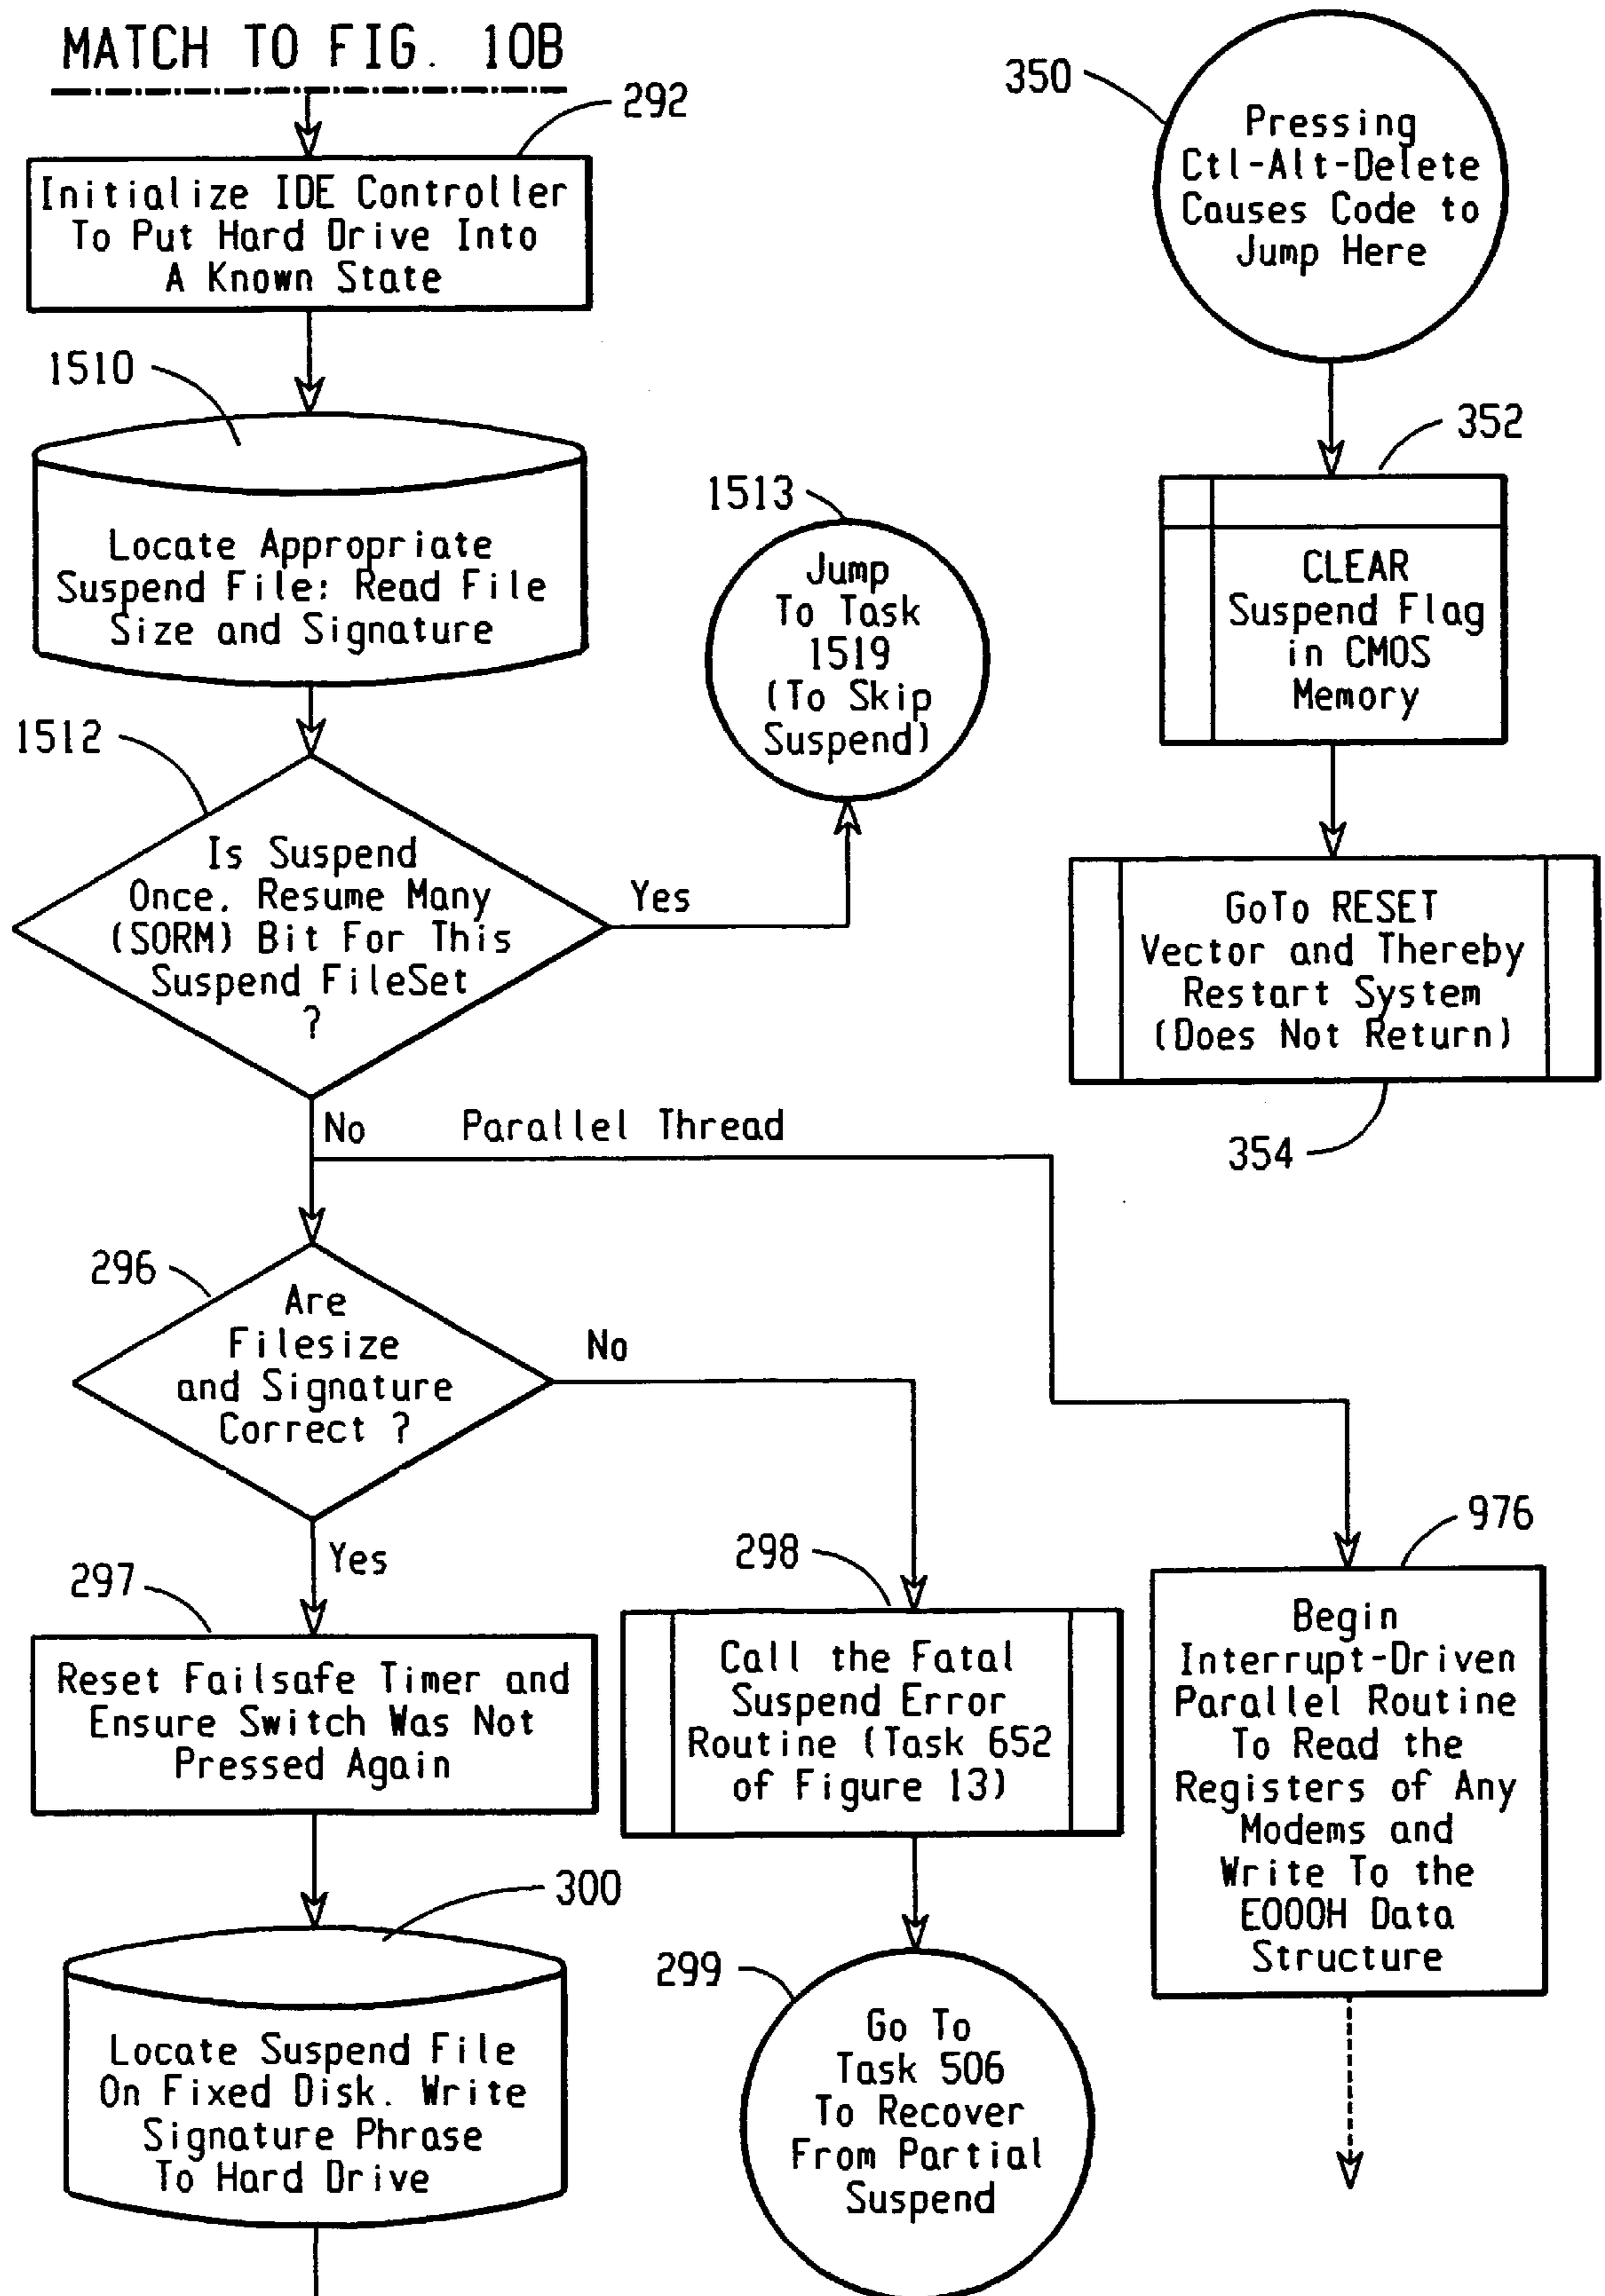 MATCH TO FIG. 10B
292
Initialize IDE Controller
To Put Hard Drive Into
A Known State
1510
Locate Appropriate
Suspend File: Read File
Size and Signature
1512
Is Suspend
Once. Resume Many
(SORM) Bit For This
Suspend FileSet
?
Yes
1513
Jump
To Task
1519
(To Skip
Suspend)
No
Parallel Thread
296
Are
Filesize
and Signature
Correct ?
No
Yes
297
Reset Failsafe Timer and
Ensure Switch Was Not
Pressed Again
300
Locate Suspend File
On Fixed Disk. Write
Signature Phrase
To Hard Drive
298
Call the Fatal
Suspend Error
Routine (Task 652
of Figure 13)
299
Go To
Task 506
To Recover
From Partial
Suspend
350
Pressing
Ctl-Alt-Delete
Causes Code to
Jump Here
352
CLEAR
Suspend Flag
in CMOS
Memory
GoTo RESET
Vector and Thereby
Restart System
(Does Not Return)
354
976
Begin
Interrupt-Driven
Parallel Routine
To Read the
Registers of Any
Modems and
Write To the
E000H Data
Structure